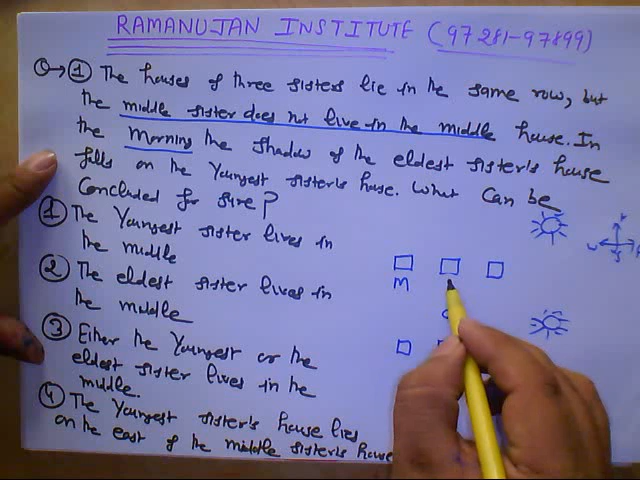 RAMANUJAN INSTITUTE (97281-97899)
Q→ ① The houses of three sisters lie in the same row, but
the middle sister does not live in the middle house. In
the morning the shadow of the eldest sister's house
falls on the Youngest sister's house. What can be
Concluded for sure?
① The Youngest sister lives in
the middle
② The eldest sister lives in
the middle
M
③ Either the Youngest or the
eldest sister lives in the
middle.
④ The Youngest sister's house lies
on the east of the middle sister's house